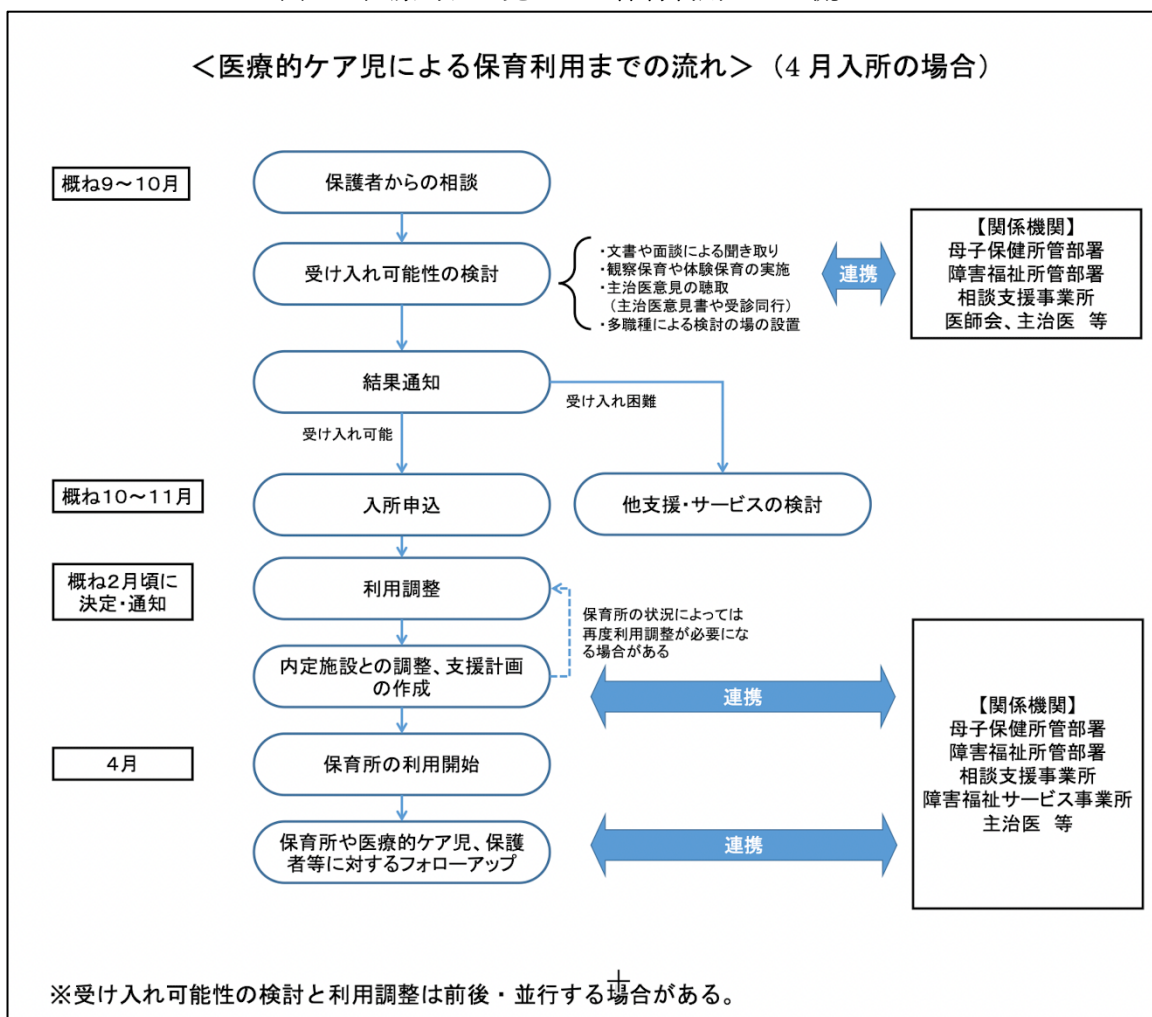 ＜医療的ケア児による保育利用までの流れ＞（4月入所の場合）
概ね9～10月
保護者からの相談
受け入れ可能性の検討
・文書や面談による聞き取り
・観察保育や体験保育の実施
・主治医意見の聴取
（主治医意見書や受診同行）
・多職種による検討の場の設置
連携
【関係機関】
母子保健所管部署
障害福祉所管部署
相談支援事業所
医師会、主治医　等
結果通知
受け入れ困難
受け入れ可能
概ね10～11月
入所申込
他支援・サービスの検討
概ね2月頃に
決定・通知
利用調整
保育所の状況によっては
再度利用調整が必要にな
る場合がある
内定施設との調整、支援計画
の作成
連携
【関係機関】
母子保健所管部署
障害福祉所管部署
相談支援事業所
障害福祉サービス事業所
主治医　等
4月
保育所の利用開始
保育所や医療的ケア児、保護
者等に対するフォローアップ
連携
※受け入れ可能性の検討と利用調整は前後・並行する場合がある。